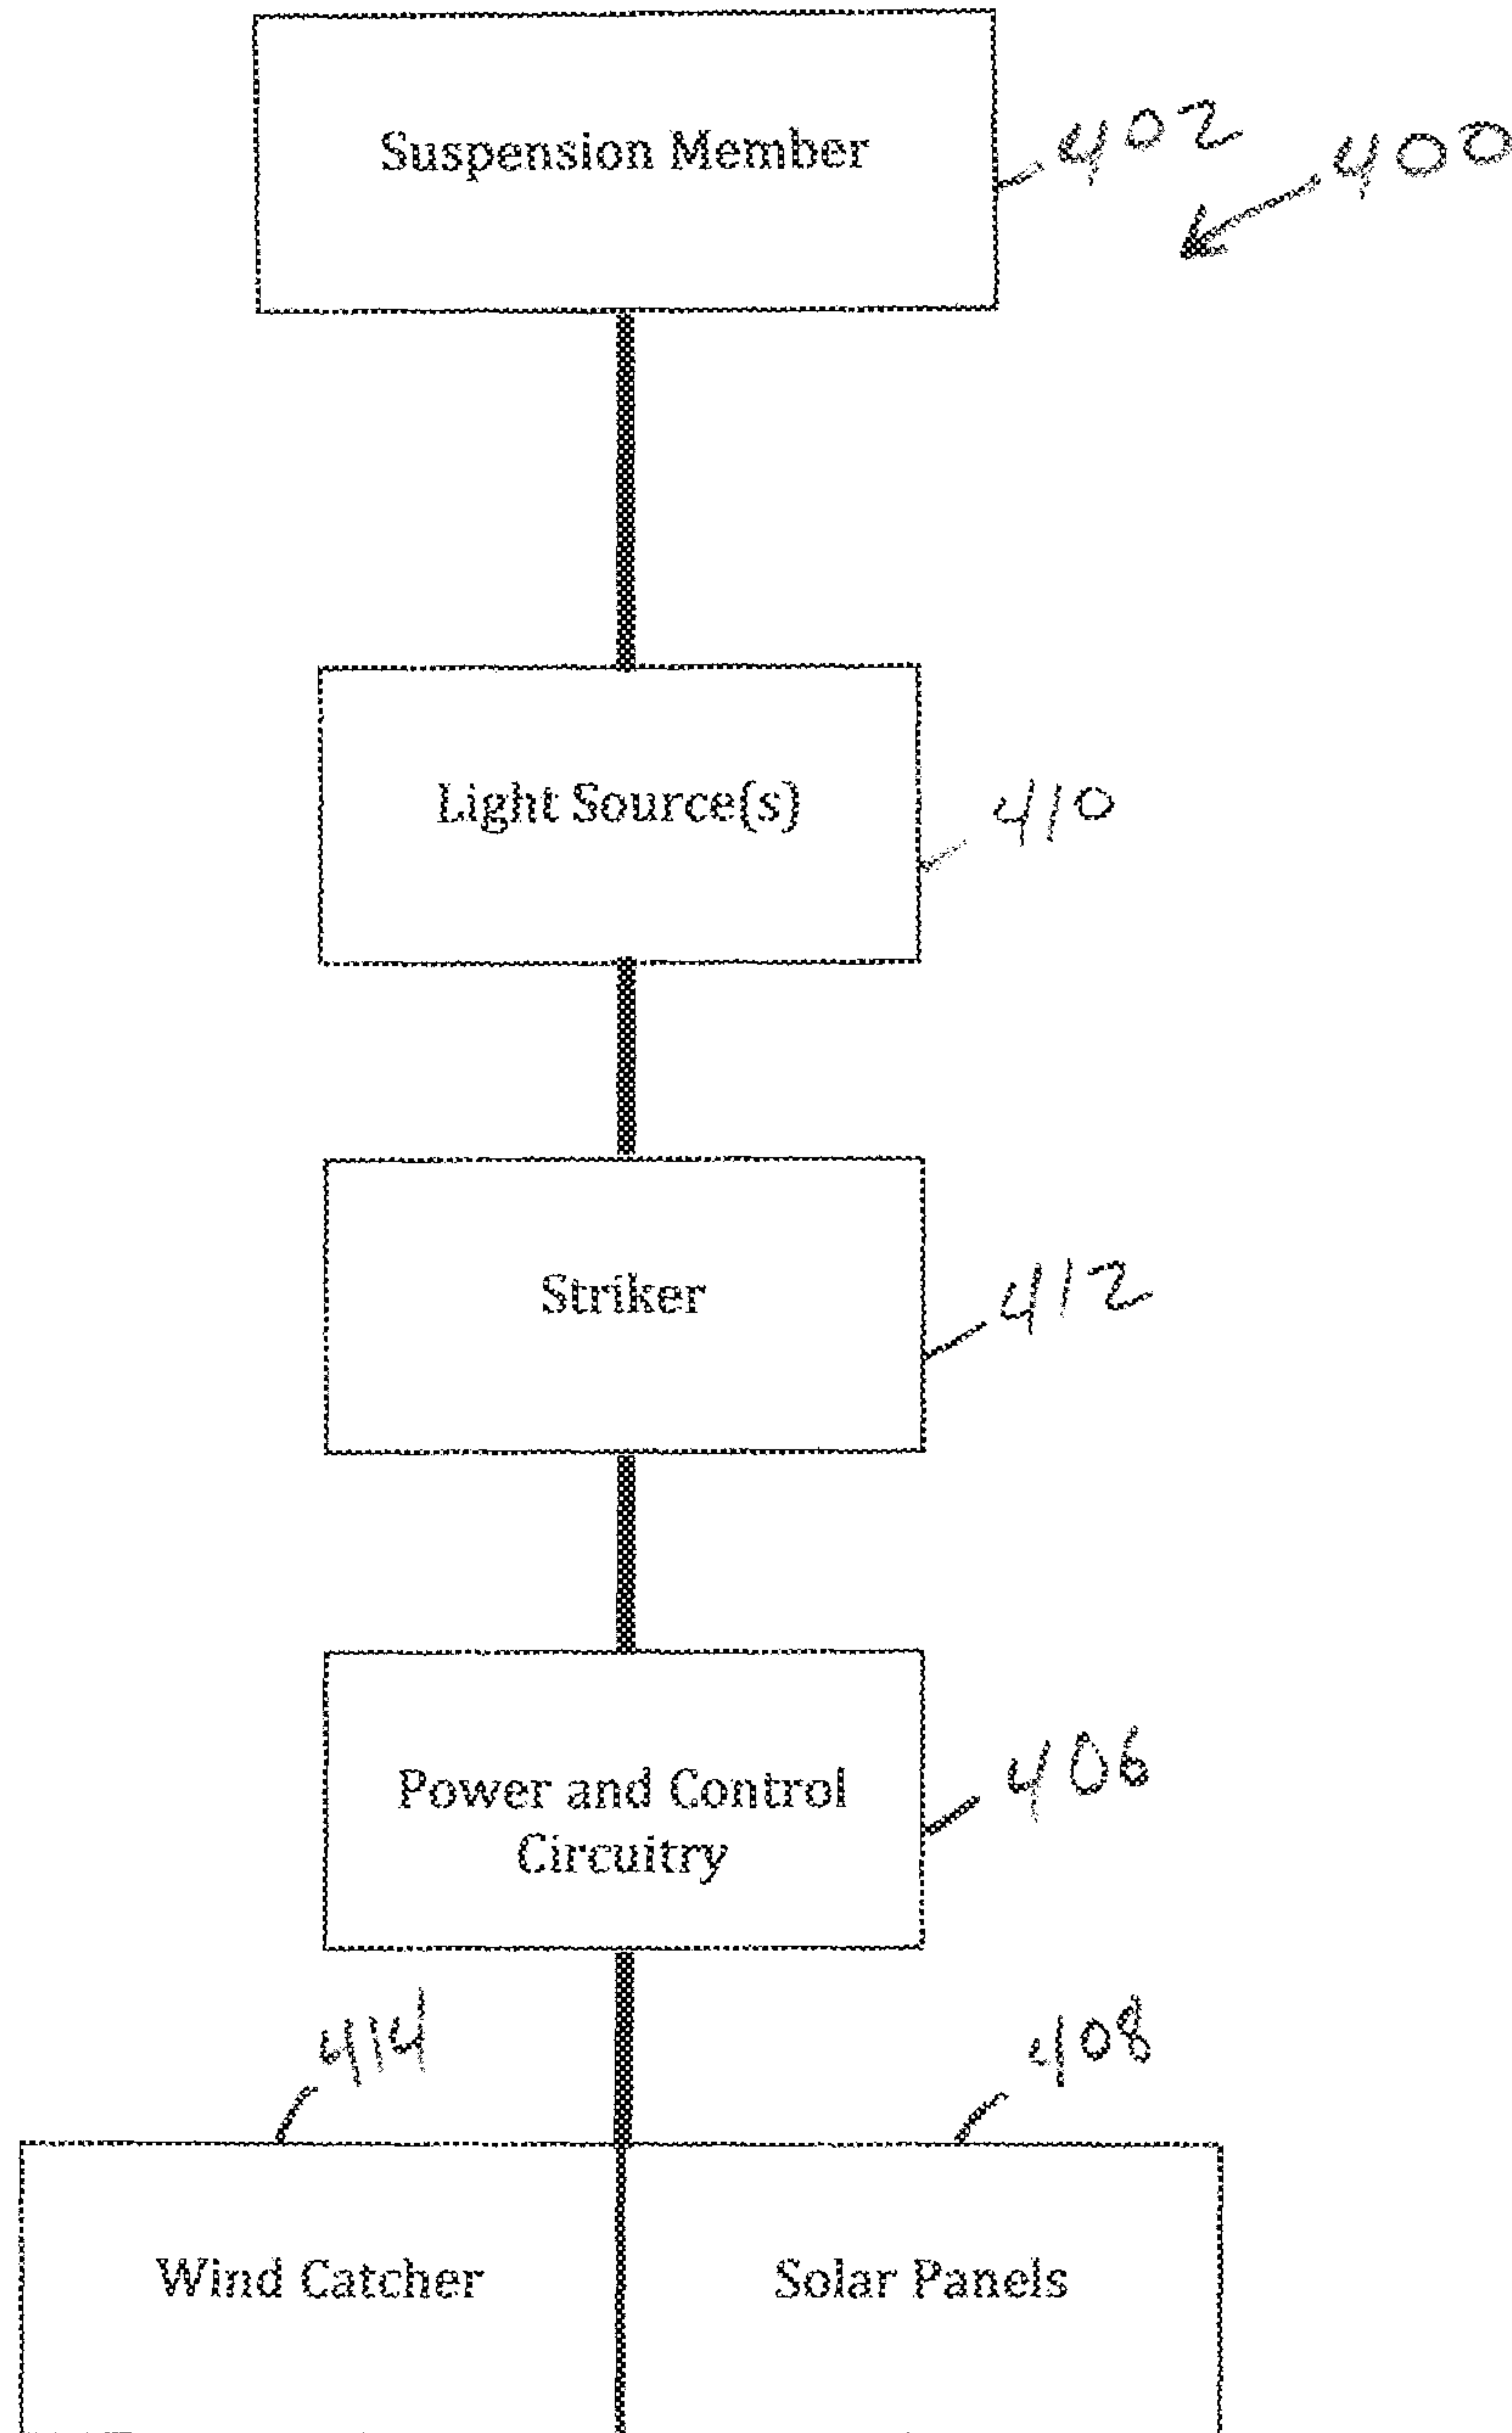 Suspension Member
402
400
Light Source(s)
410
Striker
412
Power and Control
Circuitry
406
414
408
Wind Catcher
Solar Panels